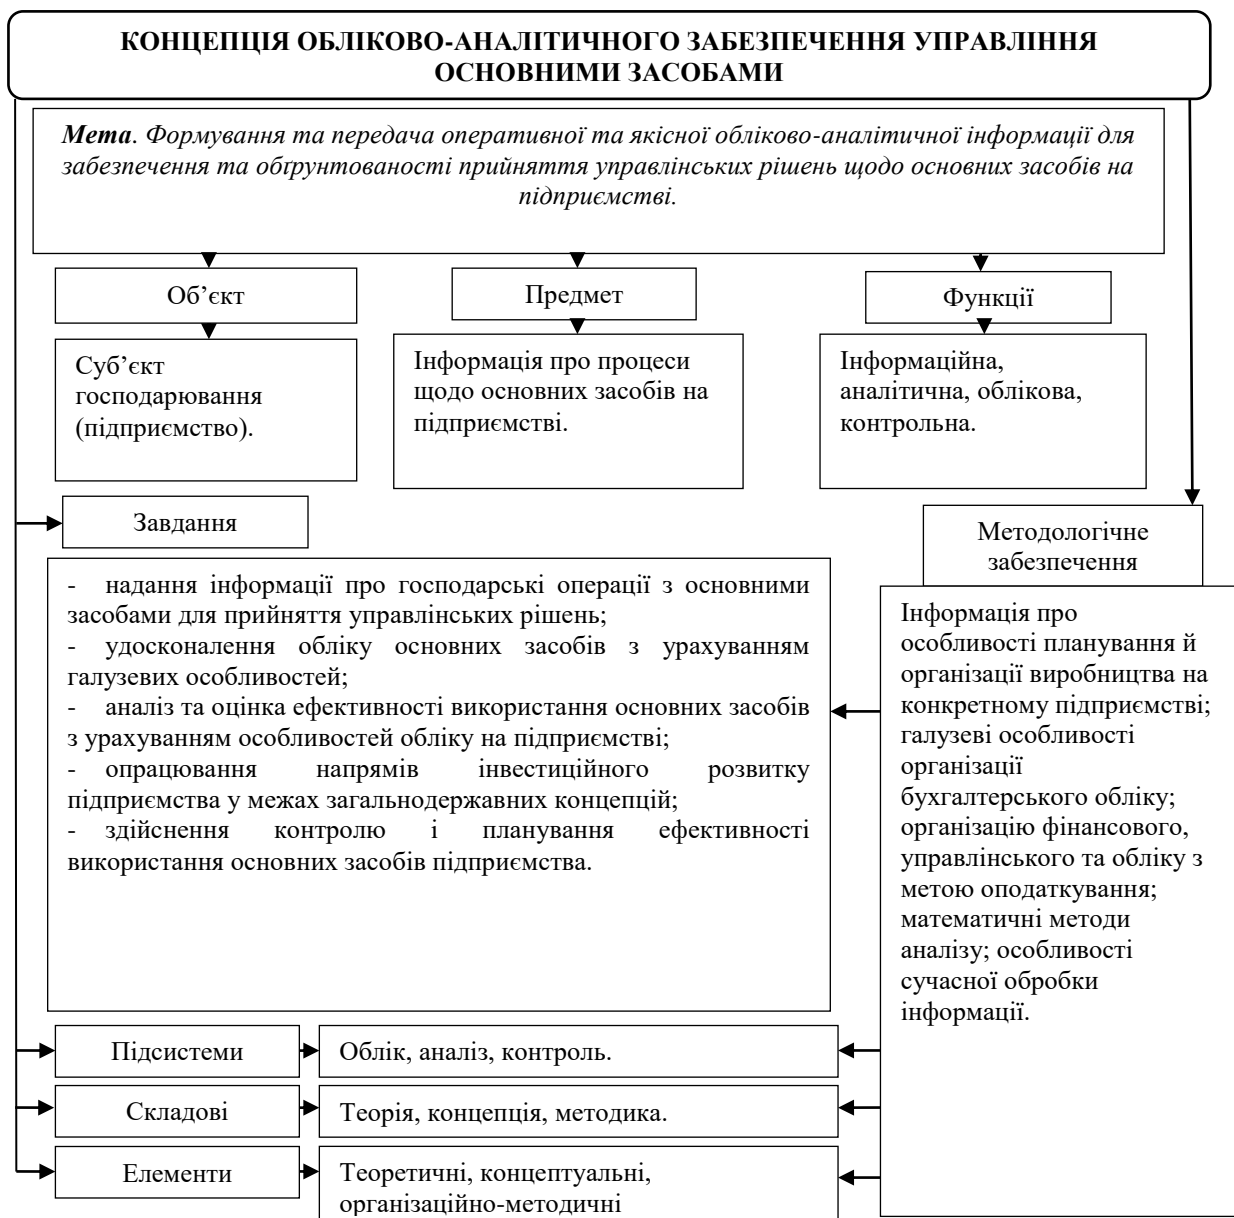 КОНЦЕПЦІЯ ОБЛІКОВО-АНАЛІТИЧНОГО ЗАБЕЗПЕЧЕННЯ УПРАВЛІННЯ
ОСНОВНИМИ ЗАСОБАМИ
Мета. Формування та передача оперативної та якісної обліково-аналітичної інформації для
забезпечення та обґрунтованості прийняття управлінських рішень щодо основних засобів на
підприємстві.
Об’єкт
Суб’єкт
господарювання
(підприємство).
Предмет
Інформація про процеси
щодо основних засобів на
підприємстві.
Функції
Інформаційна,
аналітична, облікова,
контрольна.
Завдання
- надання інформації про господарські операції з основними
засобами для прийняття управлінських рішень;
- удосконалення обліку основних засобів з урахуванням
галузевих особливостей;
- аналіз та оцінка ефективності використання основних засобів
з урахуванням особливостей обліку на підприємстві;
- опрацювання напрямів інвестиційного розвитку
підприємства у межах загальнодержавних концепцій;
- здійснення контролю і планування ефективності
використання основних засобів підприємства.
Методологічне
забезпечення
Інформація про
особливості планування й
організації виробництва на
конкретному підприємстві;
галузеві особливості
організації
бухгалтерського обліку;
організацію фінансового,
управлінського та обліку з
метою оподаткування;
математичні методи
аналізу; особливості
сучасної обробки
інформації.
Підсистеми
Облік, аналіз, контроль.
Складові
Теорія, концепція, методика.
Елементи
Теоретичні, концептуальні,
організаційно-методичні